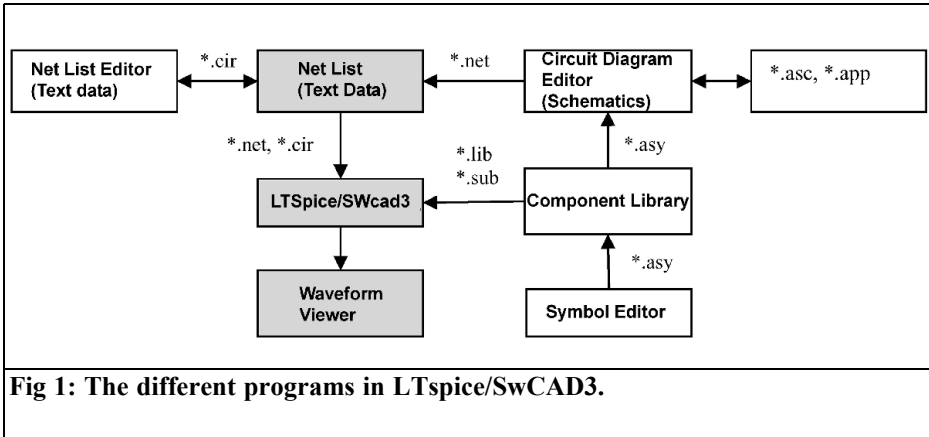 Net List Editor
(Text data)
*.cir
Net List
(Text Data)
*.net
Circuit Diagram
Editor
(Schematics)
*.asc, *.app
*.net, *.cir
*.lib
*.sub
*.asy
LTSpice/SWcad3
Component Library
*.asy
Waveform
Viewer
Symbol Editor
Fig 1: The different programs in LTspice/SwCAD3.